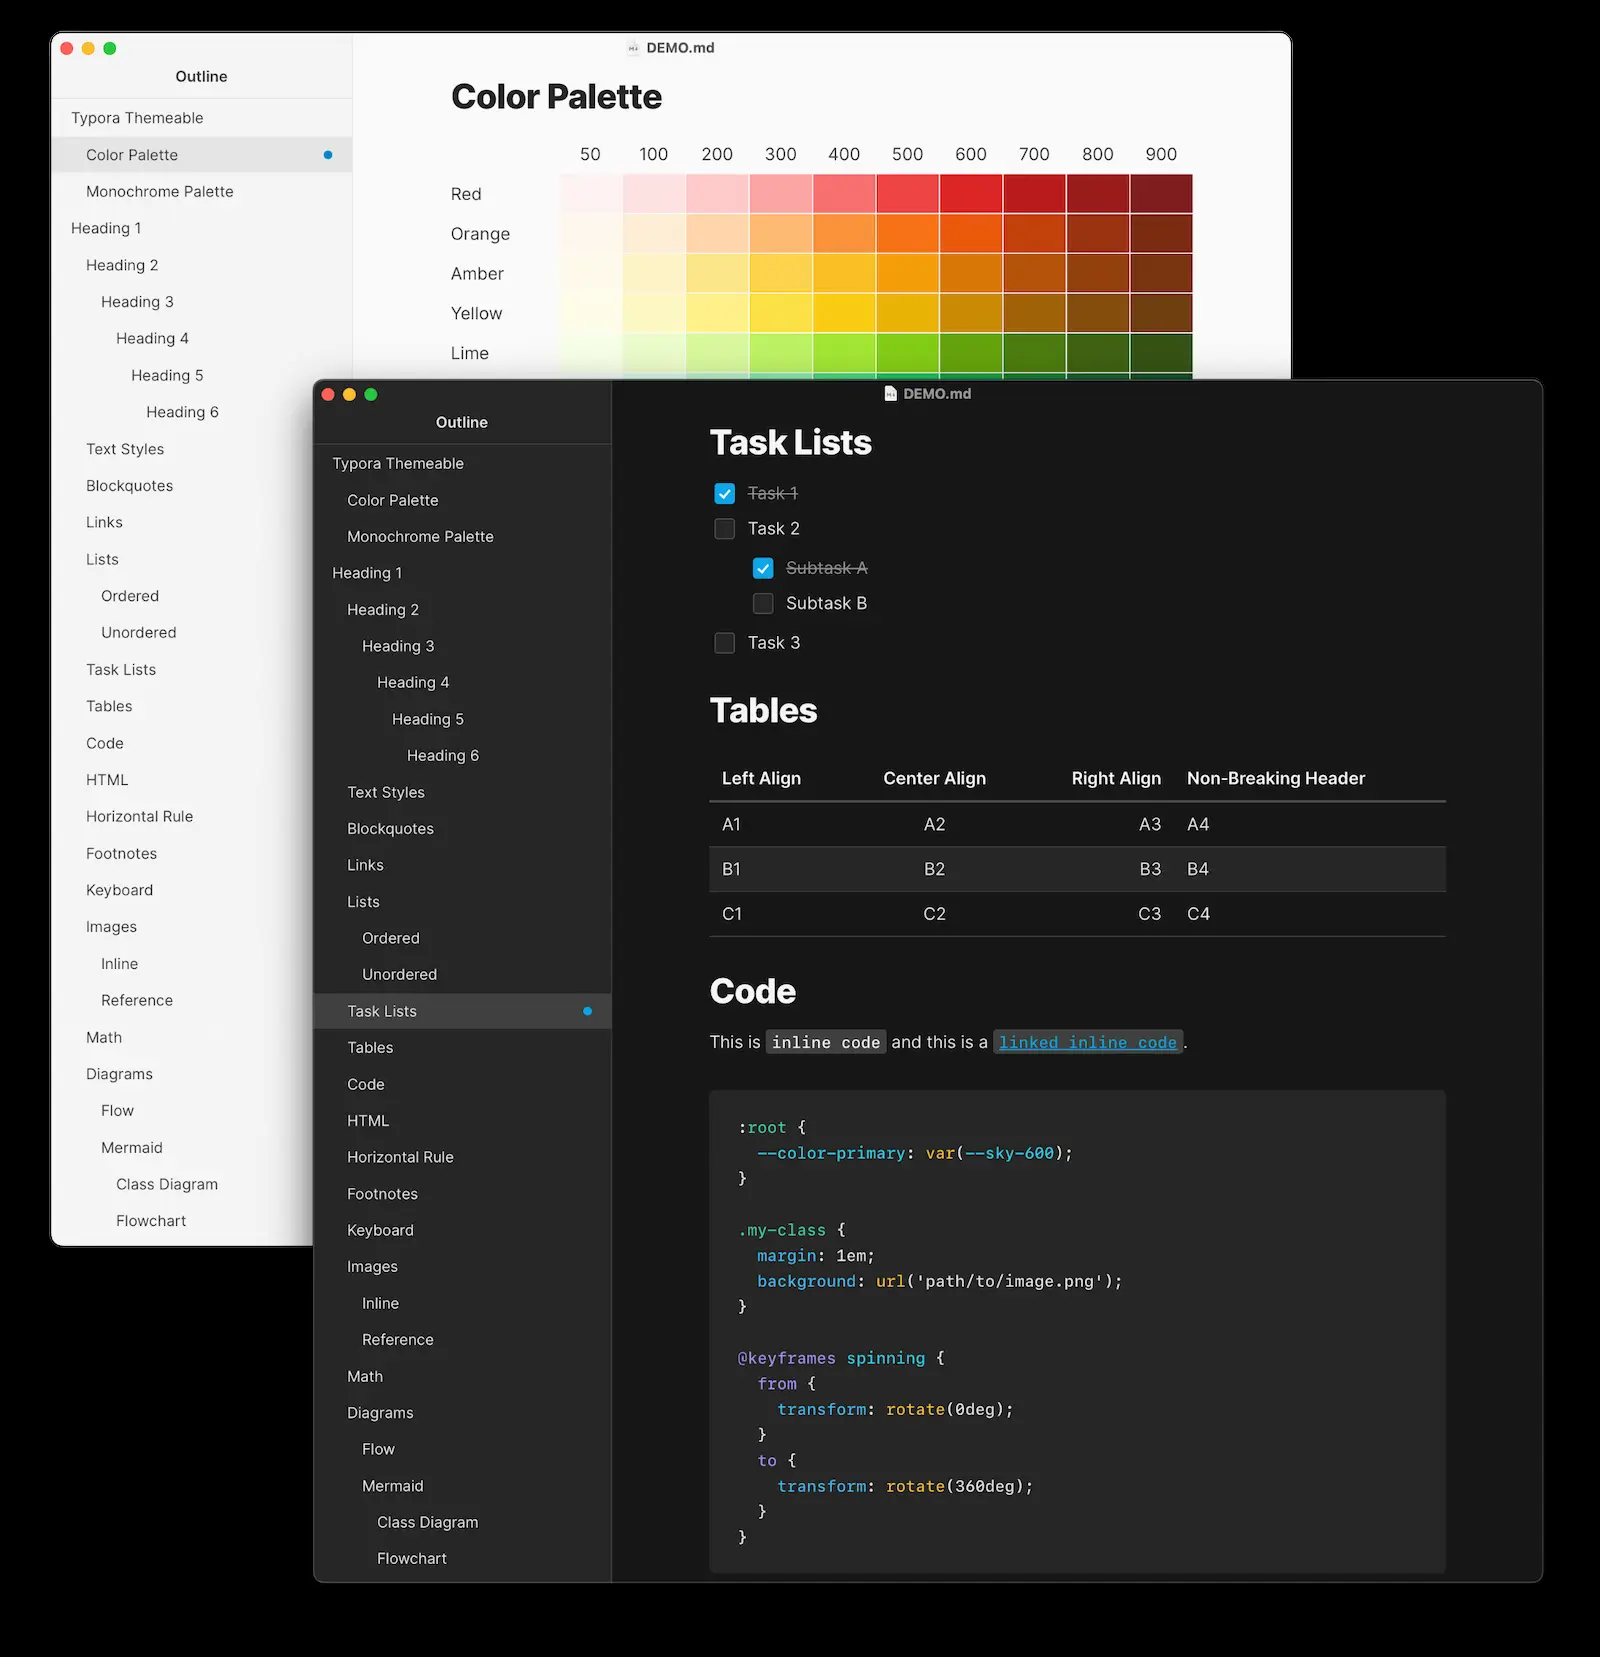 DEMO.md
Outline
Typora Themeable
Color Palette
Monochrome Palette
Heading 1
Heading 2
Heading 3
Heading 4
Heading 5
Heading 6
Text Styles
Blockquotes
Links
Lists
Ordered
Unordered
Task Lists
Tables
Code
HTML
Horizontal Rule
Footnotes
Keyboard
Images
Inline
Reference
Math
Diagrams
Flow
Mermaid
Class Diagram
Flowchart
Color Palette
50 100 200 300 400 500 600 700 800 900
Red
Orange
Amber
Yellow
Lime
DEMO.md
Outline
Typora Themeable
Color Palette
Monochrome Palette
Heading 1
Heading 2
Heading 3
Heading 4
Heading 5
Heading 6
Text Styles
Blockquotes
Links
Lists
Ordered
Unordered
Task Lists
Tables
Code
HTML
Horizontal Rule
Footnotes
Keyboard
Images
Inline
Reference
Math
Diagrams
Flow
Mermaid
Class Diagram
Flowchart
Task Lists
Task 1
Task 2
Subtask A
Subtask B
Task 3
Tables
Left Align Center Align Right Align Non-Breaking Header
A1 A2 A3 A4
B1 B2 B3 B4
C1 C2 C3 C4
Code
This is inline code and this is a linked inline code.
:root {
  --color-primary: var(--sky-600);
}
.my-class {
  margin: 1em;
  background: url('path/to/image.png');
}
@keyframes spinning {
  from {
    transform: rotate(0deg);
  }
  to {
    transform: rotate(360deg);
  }
}